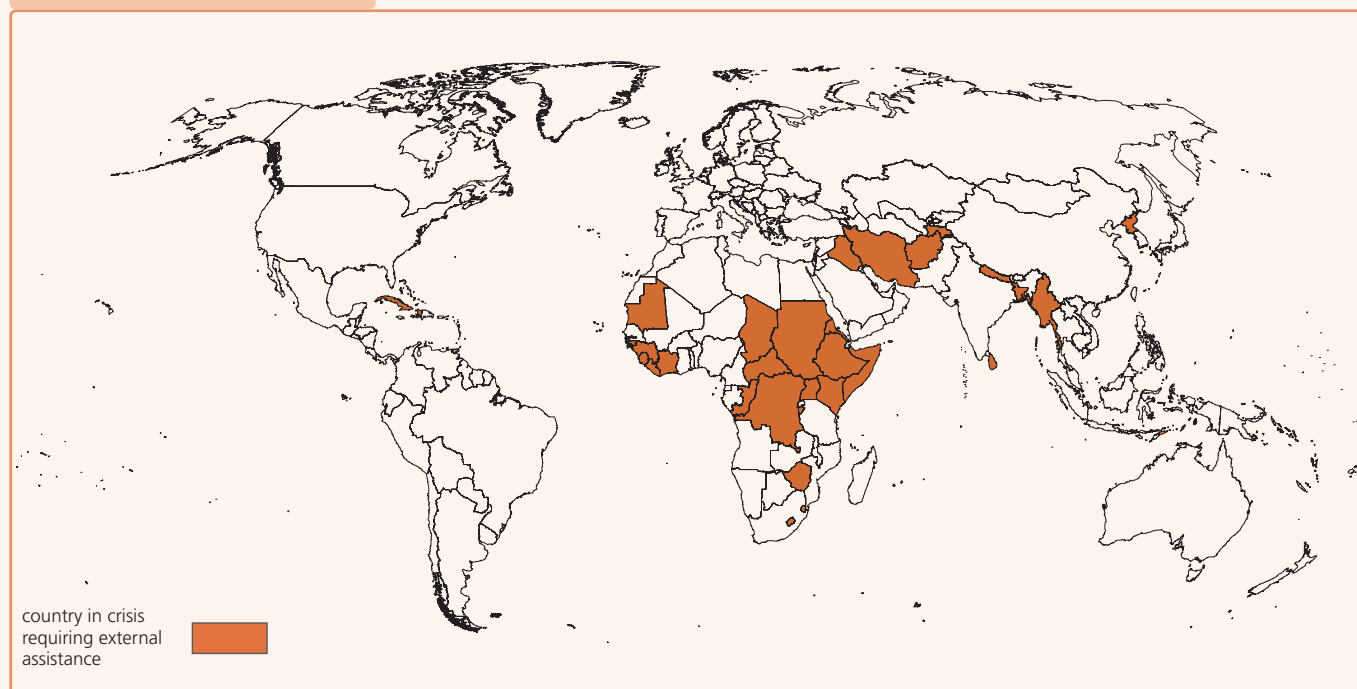 country in crisis
requiring external
assistance